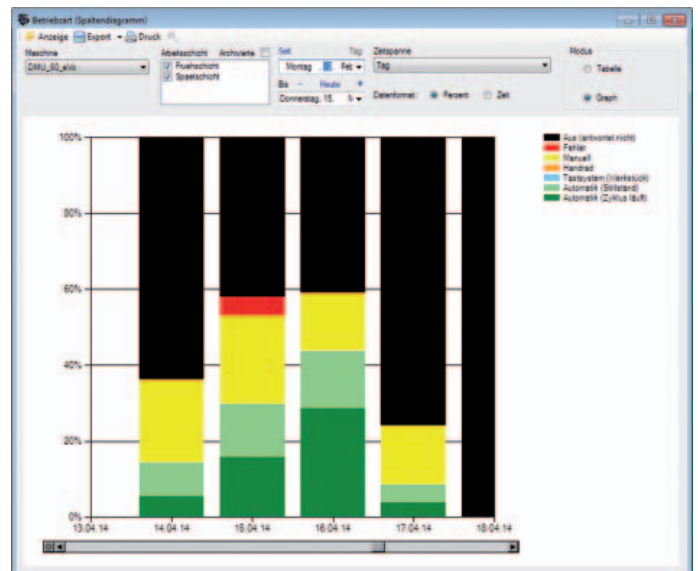 Betriebsart (Spaltendiagramm)
Anzeige Export Druck
Maschine
DMU_60_eVo
Arbeitsschicht Archivierte
Fruehschicht
Spaetschicht
Seit Tag
Montag Feb
Bis - Heute +
Donnerstag, 15.
Zeitspanne
Tag
Datenformat: Perzent Zeit
Modus
Tabelle
Graph
100%
80%
60%
40%
20%
0%
13.04.14 14.04.14 15.04.14 16.04.14 17.04.14 18.04.14
Aus (antwortet nicht)
Fehler
Manuell
Handrad
Tastsystem (Werkstück)
Automatik (Stillstand)
Automatik (Zyklus läuft)